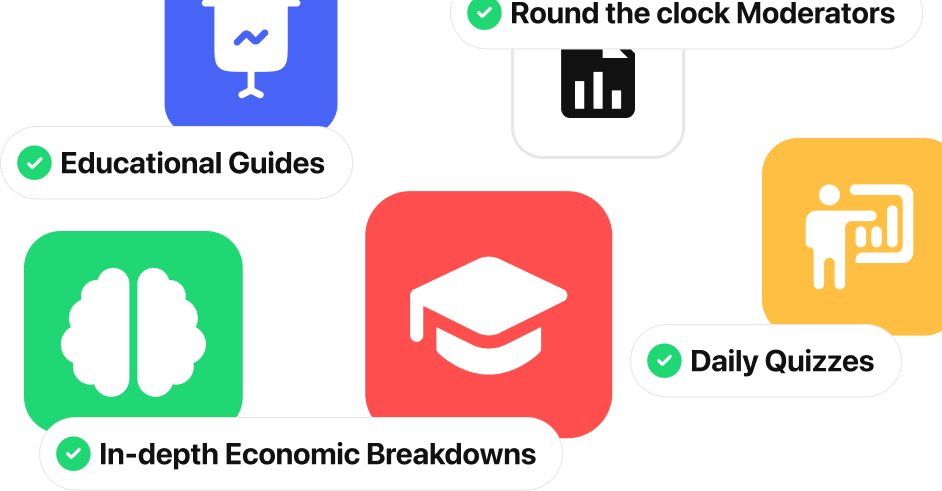 Round the clock Moderators
Educational Guides
Daily Quizzes
In-depth Economic Breakdowns